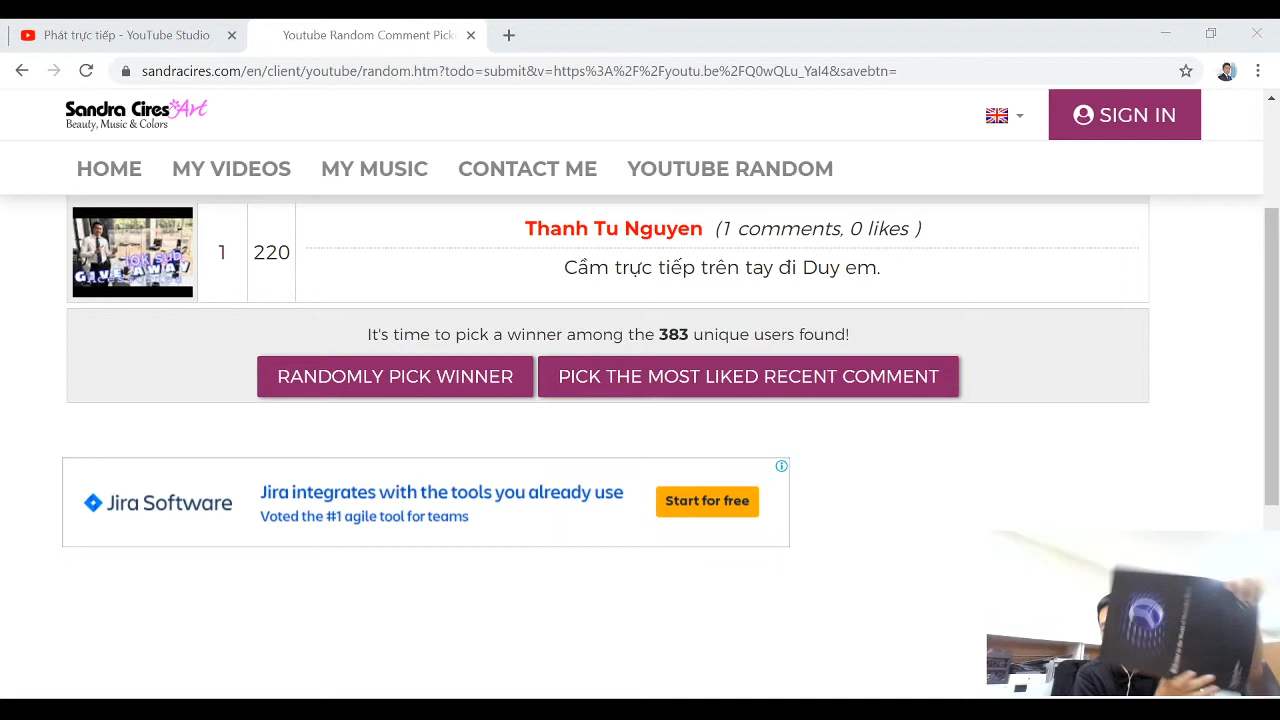 Phát trực tiếp - YouTube Studio
Youtube Random Comment Pick
sandracires.com/en/client/youtube/random.htm?todo=submit&v=https%3A%2F%2Fyoutu.be%2FQ0wQLu_YaI4&savebtn=
Sandra Cires Art
Beauty, Music & Colors
SIGN IN
HOME MY VIDEOS MY MUSIC CONTACT ME YOUTUBE RANDOM
GIVE AWAY
1 220 Thanh Tu Nguyen (1 comments, 0 likes )
Cầm trực tiếp trên tay đi Duy em.
It's time to pick a winner among the 383 unique users found!
RANDOMLY PICK WINNER PICK THE MOST LIKED RECENT COMMENT
Jira Software
Jira integrates with the tools you already use
Voted the #1 agile tool for teams
Start for free